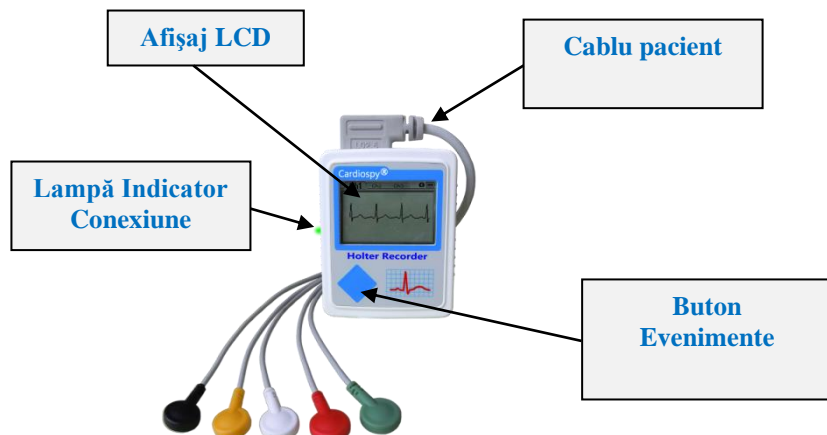 Afişaj LCD
Cablu pacient
Cardiospy®
Lampă Indicator
Conexiune
Holter Recorder
Buton
Evenimente